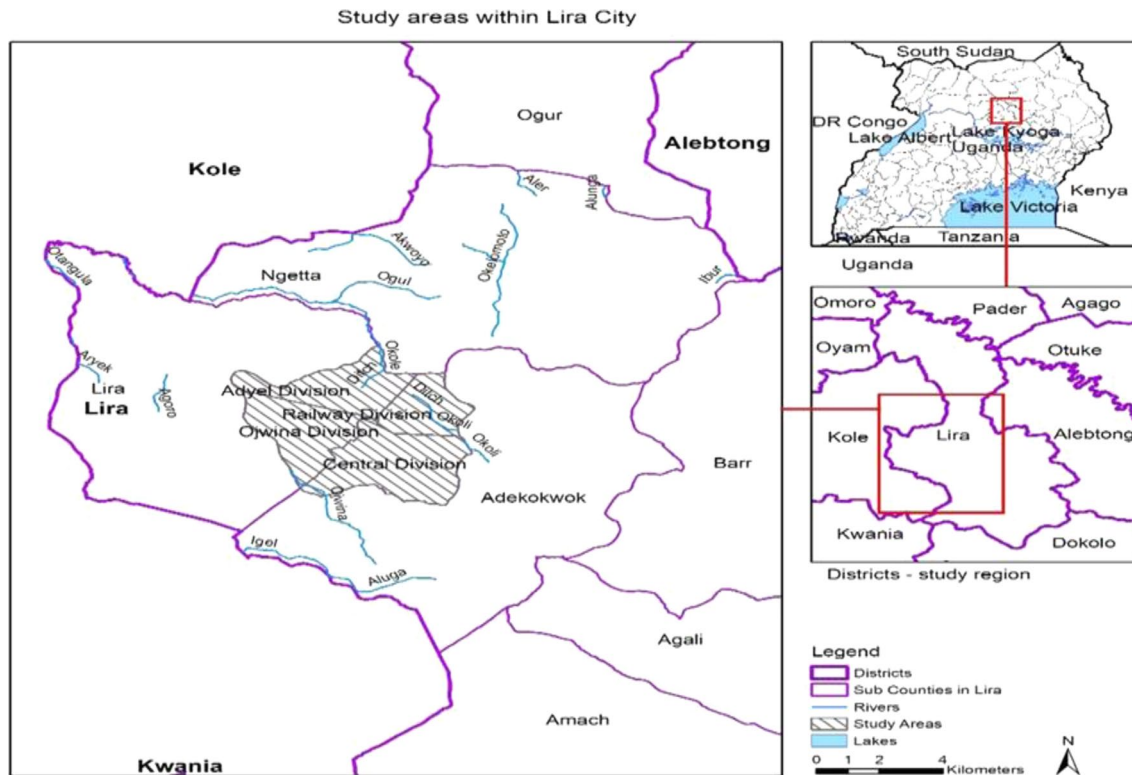 Study areas within Lira City
Ogur
Kole
Alebtong
Aler
Alunga
Akwoyo
Okelomoto
Otangula
Ngetta
Ogul
Ibur
Okole
Aryek
Lira
Lira
Agoro
Ditch
Adyel Division
Ditch
Railway Division
Okoli
Ojwina Division
Okoli
Central Division
Barr
Adekokwok
Ojwina
Igel
Aluga
Agali
Amach
Kwania
South Sudan
DR Congo
Lake Albert
Lake Kyoga
Uganda
Kenya
Lake Victoria
Rwanda
Tanzania
Uganda
Omoro
Pader
Agago
Oyam
Otuke
Kole
Lira
Alebtong
Kwania
Dokolo
Districts - study region
Legend
Districts
Sub Counties in Lira
Rivers
Study Areas
Lakes
0 1 2 4
Kilometers
N